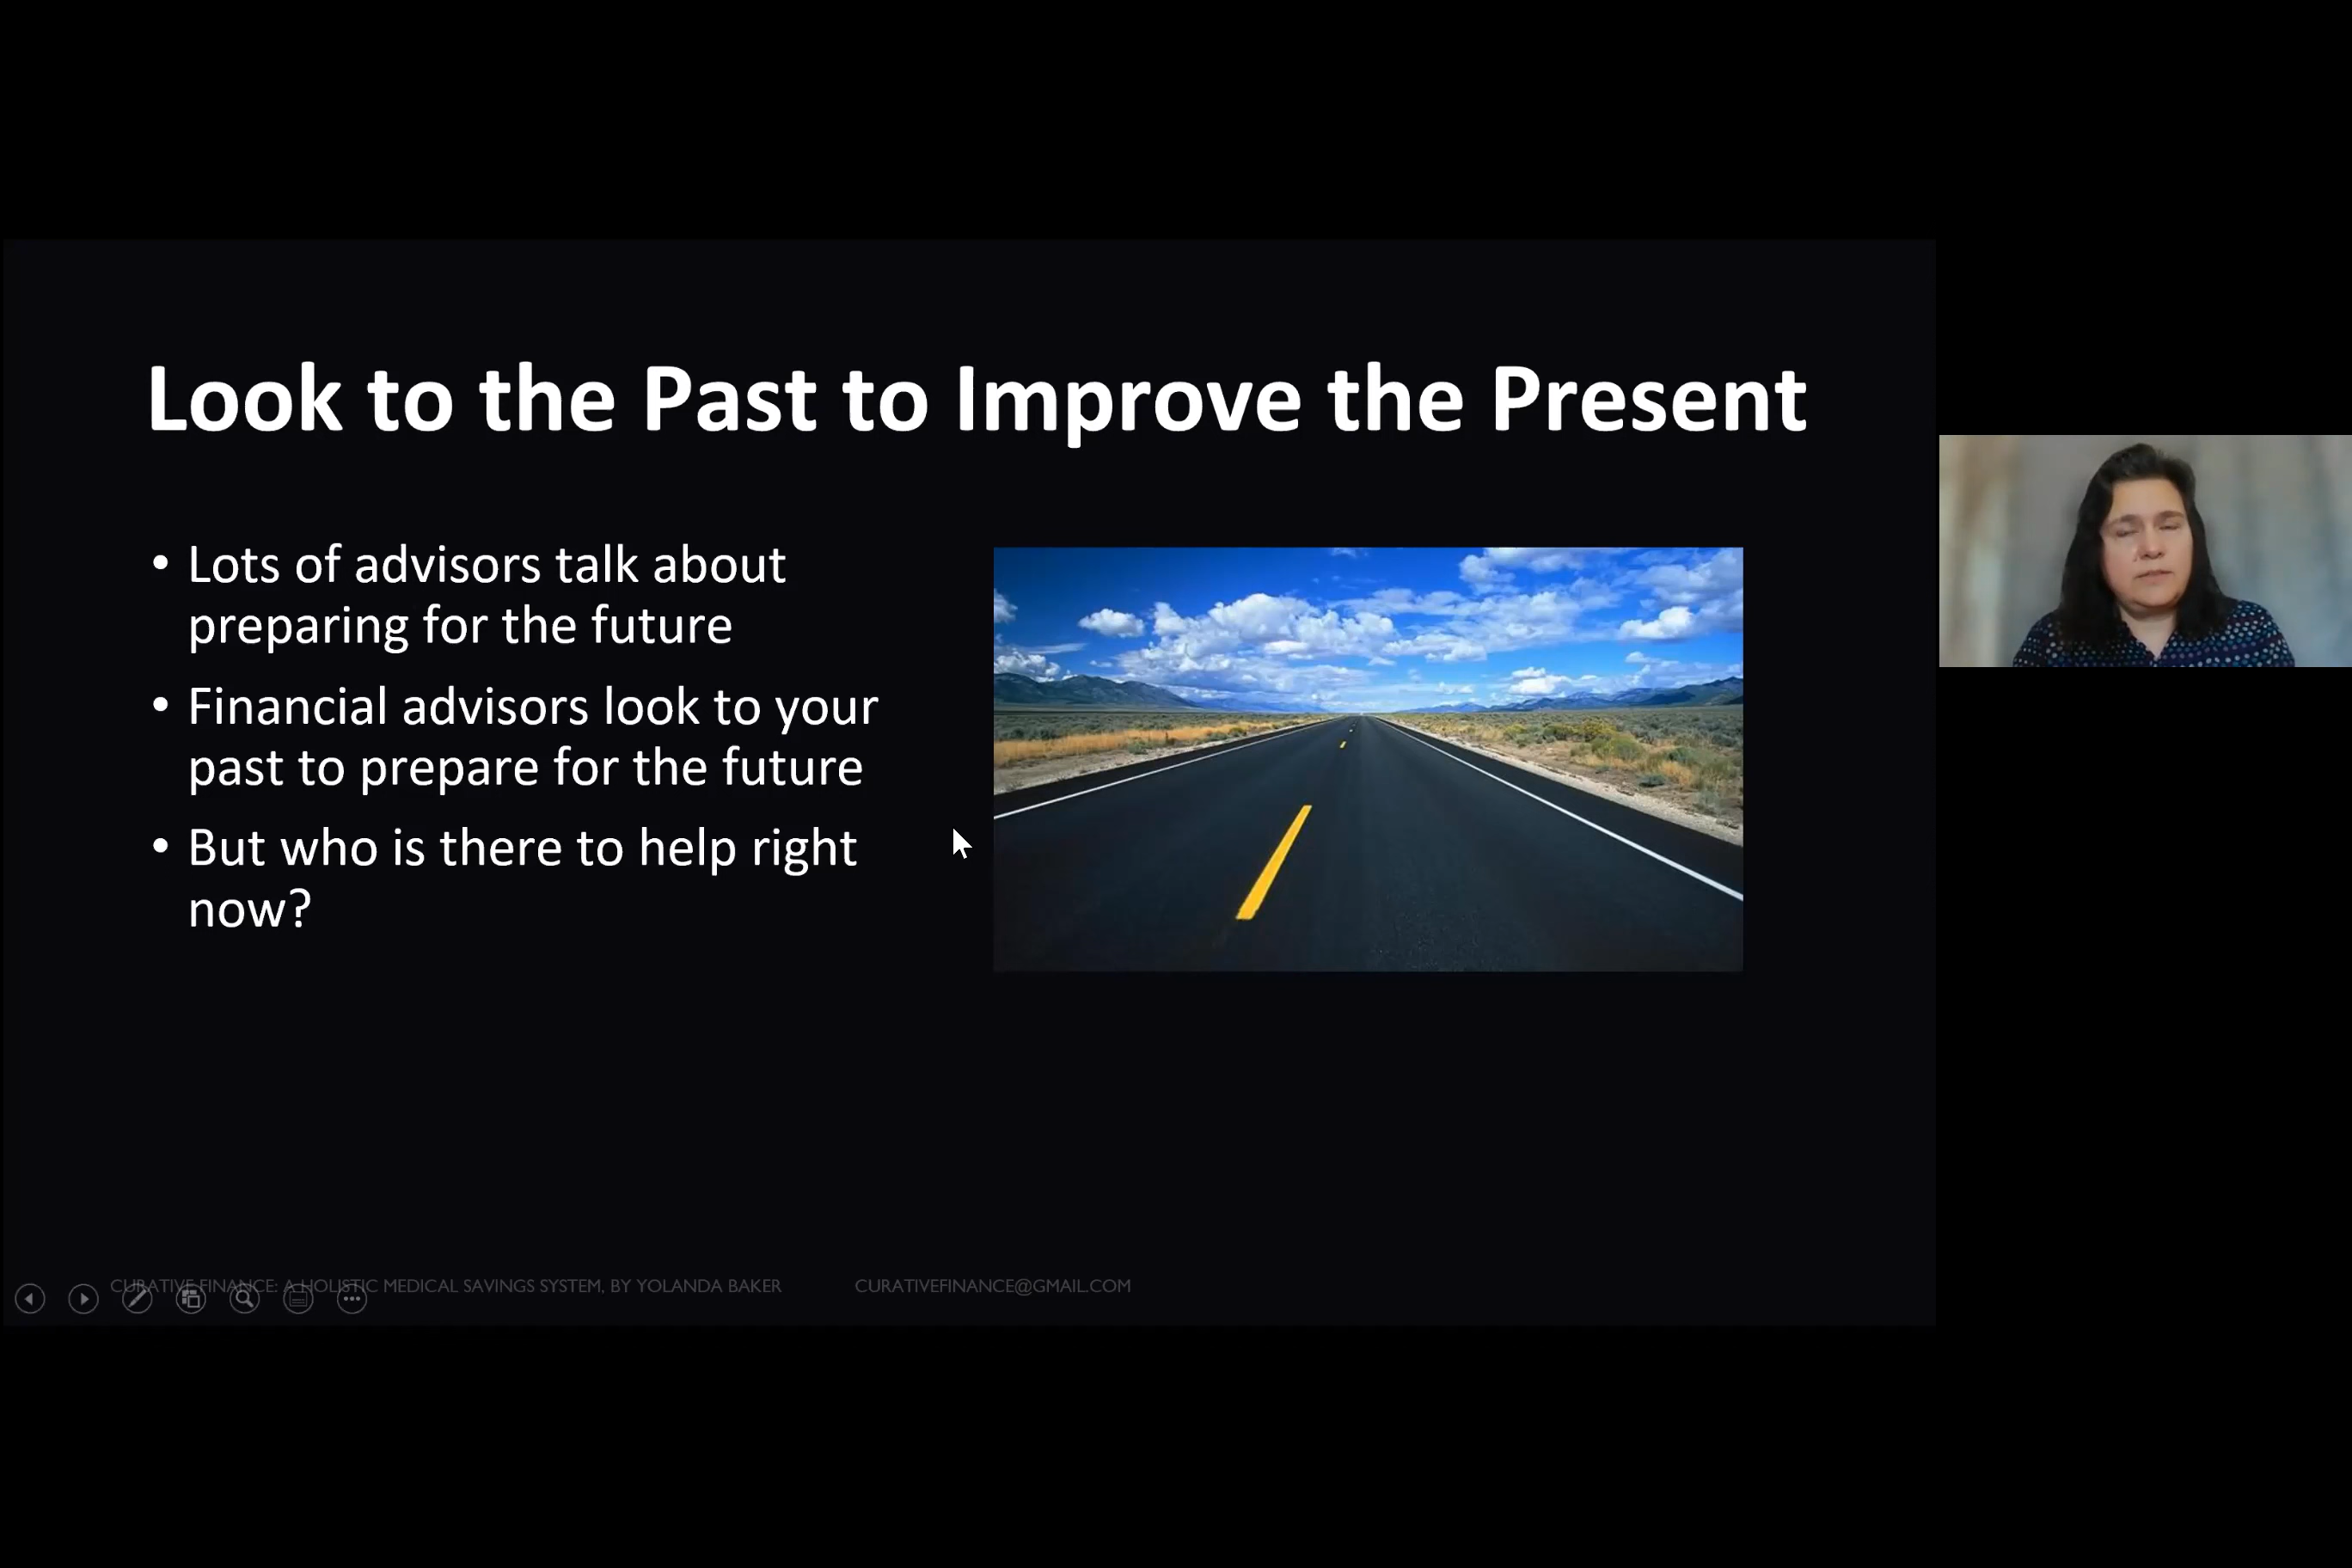 Look to the Past to Improve the Present
• Lots of advisors talk about
preparing for the future
• Financial advisors look to your
past to prepare for the future
• But who is there to help right
now?
CURATIVE FINANCE: A HOLISTIC MEDICAL SAVINGS SYSTEM, BY YOLANDA BAKER
CURATIVEFINANCE@GMAIL.COM